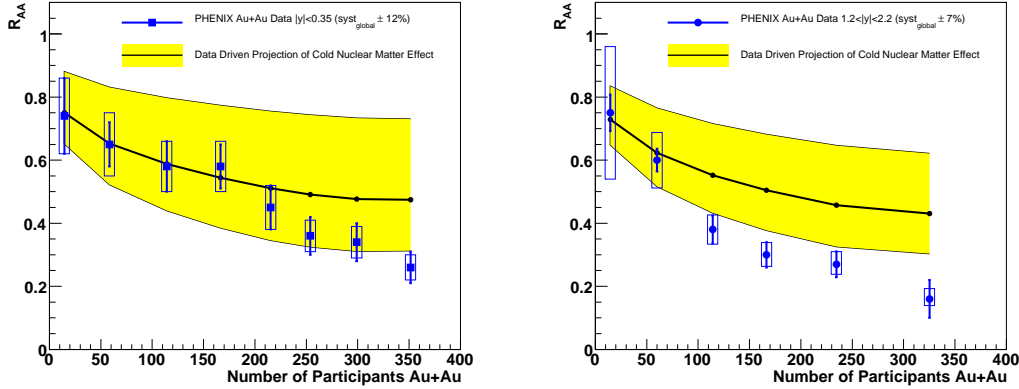 R_AA
PHENIX Au+Au Data |y|<0.35 (syst_global ± 12%)
Data Driven Projection of Cold Nuclear Matter Effect
1
0.8
0.6
0.4
0.2
0
0 50 100 150 200 250 300 350 400
Number of Participants Au+Au
R_AA
PHENIX Au+Au Data 1.2<|y|<2.2 (syst_global ± 7%)
Data Driven Projection of Cold Nuclear Matter Effect
1
0.8
0.6
0.4
0.2
0
0 50 100 150 200 250 300 350 400
Number of Participants Au+Au